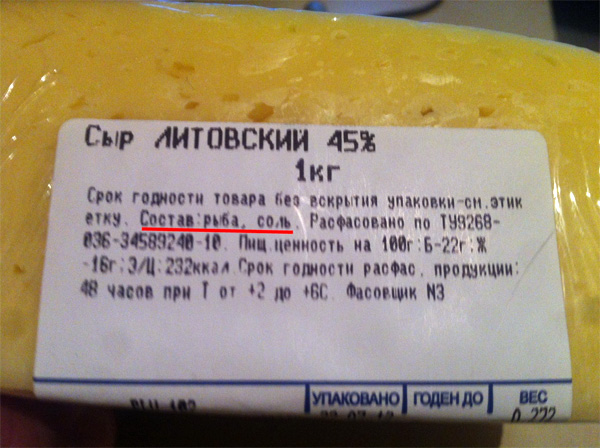 Сыр ЛИТОВСКИЙ 45%
1кг
Срок годности товара без вскрытия упаковки-см.этик
етку. Состав:рыба, соль. Расфасовано по ТУ9268-
036-34589240-10. Пищ.ценность на 100г:Б-22г;Ж
-16г;Э/Ц:232ккал.Срок годности расфас. продукции:
48 часов при Т от +2 до +6С. Фасовщик N3
УПАКОВАНО ГОДЕН ДО ВЕС